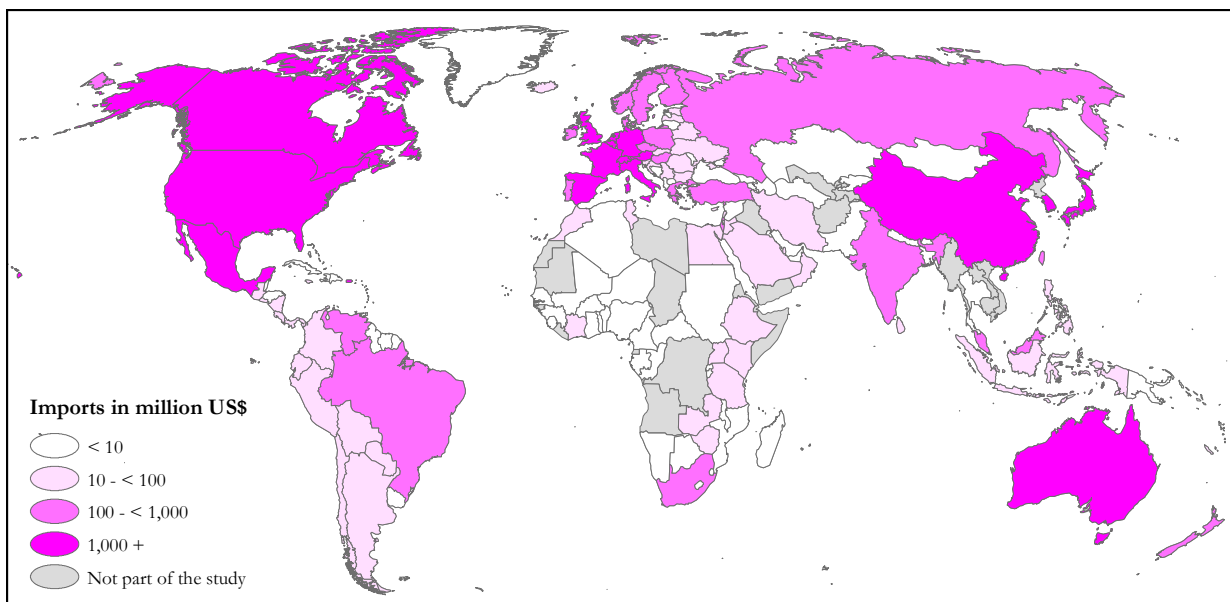 Imports in million US$
< 10
10 - < 100
100 - < 1,000
1,000 +
Not part of the study